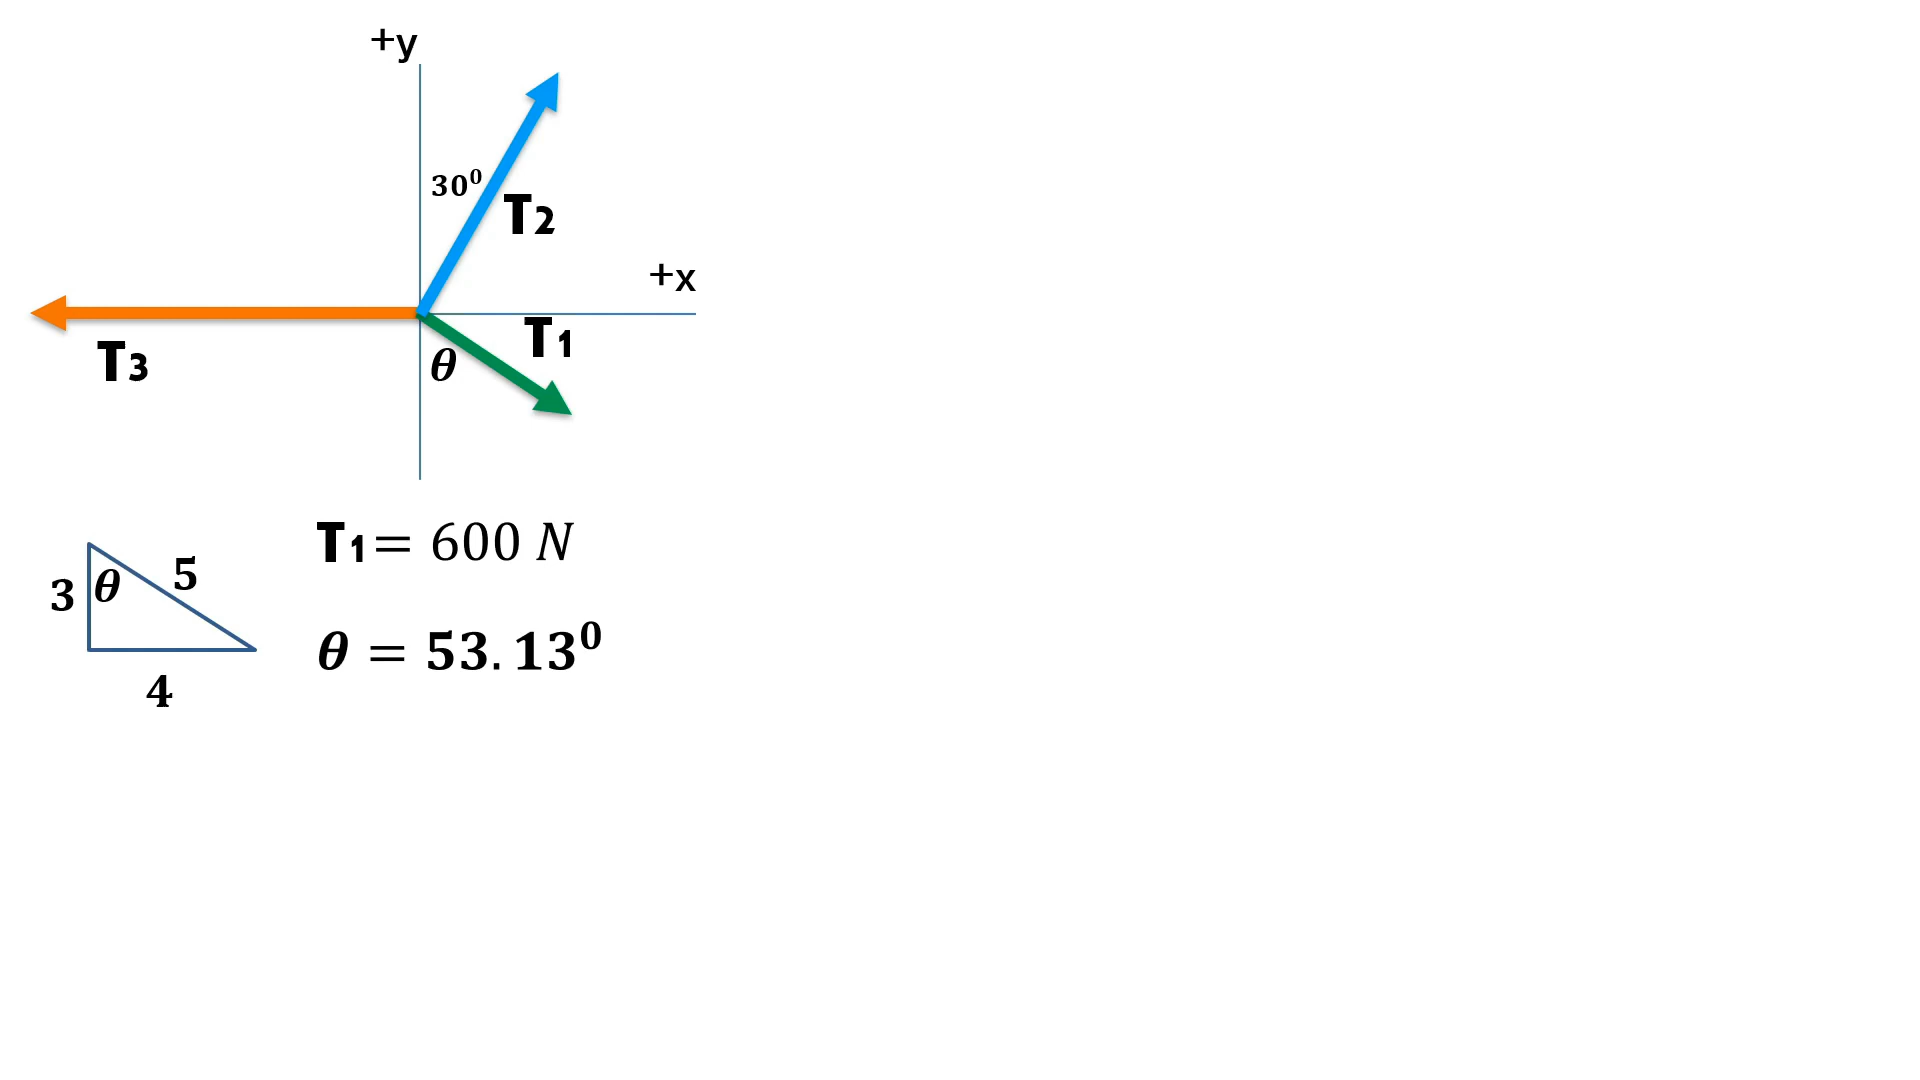 +y
30⁰
T2
+x
T1
T3
θ
T1 = 600 N
3 θ 5
θ = 53.13⁰
4